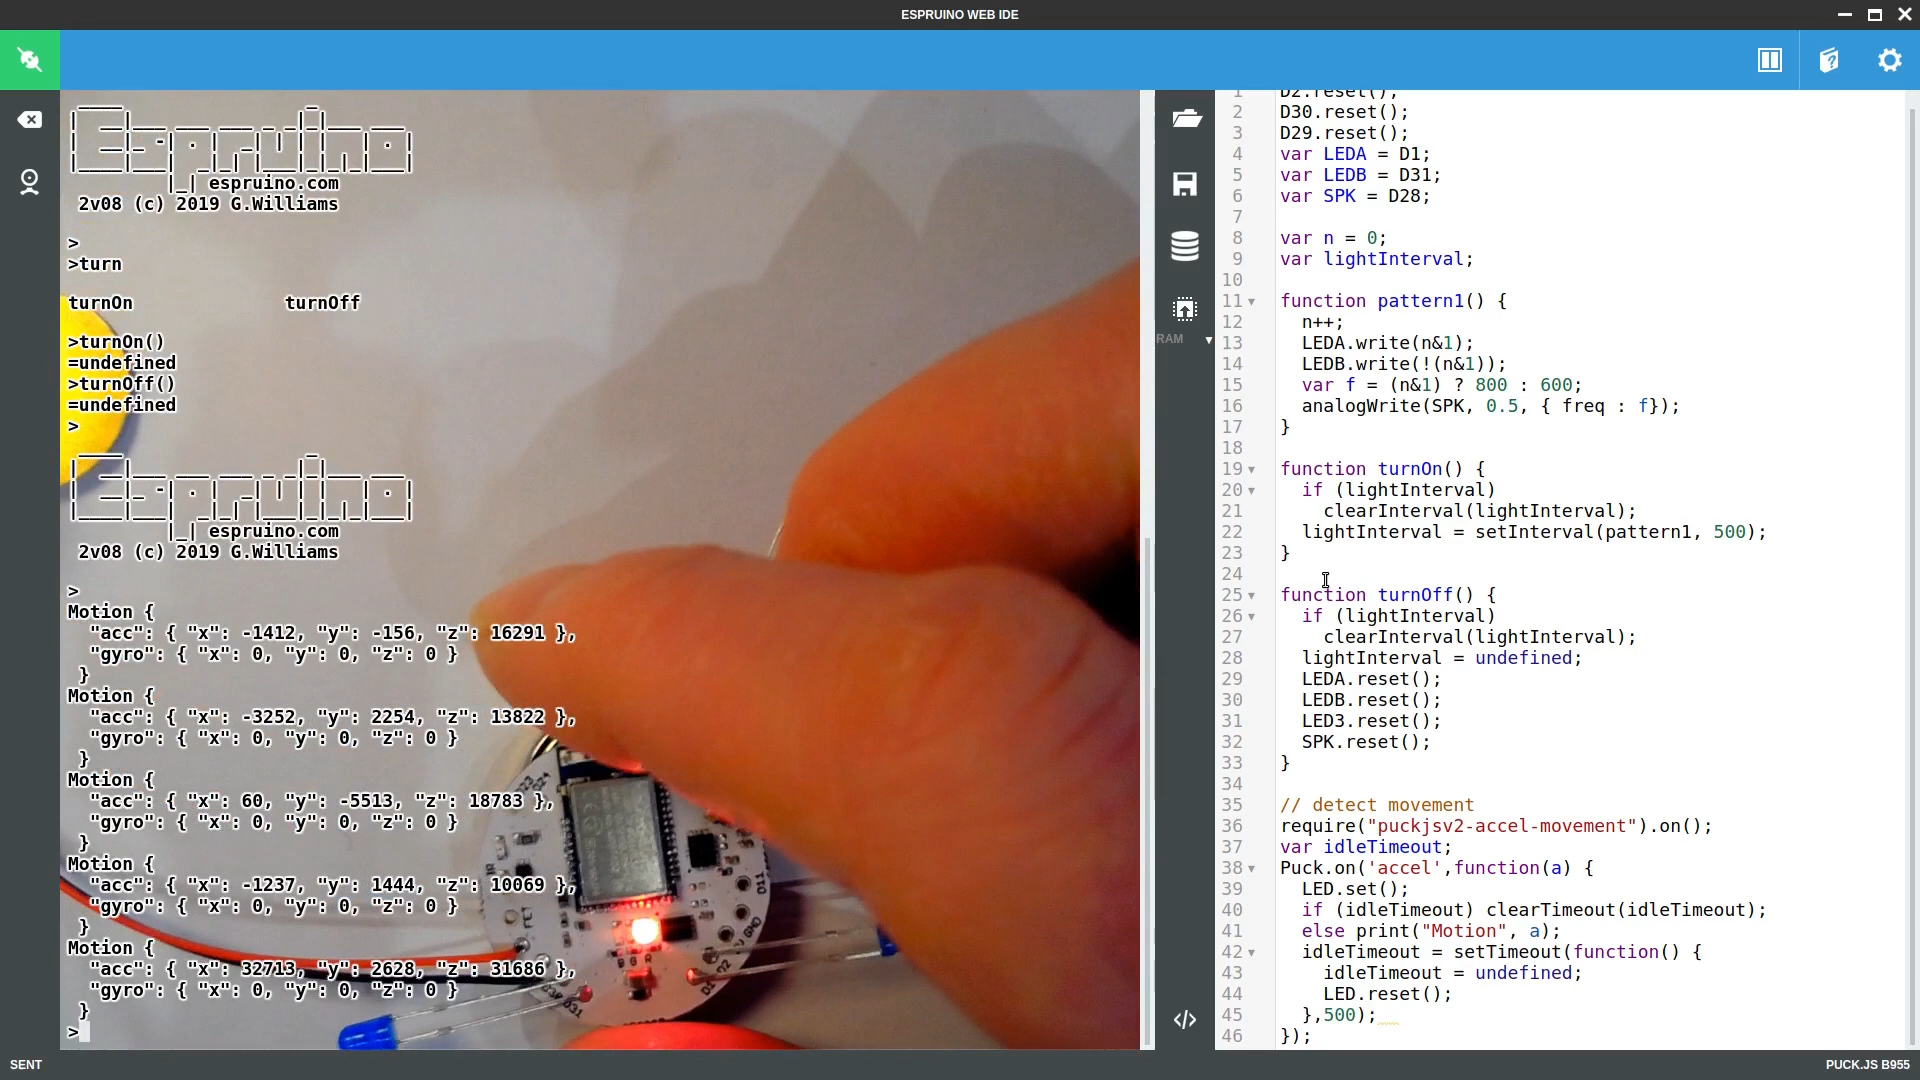 ESPRUINO WEB IDE
espruino.com
2v08 (c) 2019 G.Williams
>
>turn
turnOn turnOff
>turnOn()
=undefined
>turnOff()
=undefined
>
espruino.com
2v08 (c) 2019 G.Williams
>
Motion {
"acc": { "x": -1412, "y": -156, "z": 16291 },
"gyro": { "x": 0, "y": 0, "z": 0 }
}
Motion {
"acc": { "x": -3252, "y": 2254, "z": 13822 },
"gyro": { "x": 0, "y": 0, "z": 0 }
}
Motion {
"acc": { "x": 60, "y": -5513, "z": 18783 },
"gyro": { "x": 0, "y": 0, "z": 0 }
}
Motion {
"acc": { "x": -1237, "y": 1444, "z": 10069 },
"gyro": { "x": 0, "y": 0, "z": 0 }
}
Motion {
"acc": { "x": 32713, "y": 2628, "z": 31686 },
"gyro": { "x": 0, "y": 0, "z": 0 }
}
>
D11
FET
RAM
1 D2.reset();
2 D30.reset();
3 D29.reset();
4 var LEDA = D1;
5 var LEDB = D31;
6 var SPK = D28;
7
8 var n = 0;
9 var lightInterval;
10
11 function pattern1() {
12 n++;
13 LEDA.write(n&1);
14 LEDB.write(!(n&1));
15 var f = (n&1) ? 800 : 600;
16 analogWrite(SPK, 0.5, { freq : f});
17 }
18
19 function turnOn() {
20 if (lightInterval)
21 clearInterval(lightInterval);
22 lightInterval = setInterval(pattern1, 500);
23 }
24
25 function turnOff() {
26 if (lightInterval)
27 clearInterval(lightInterval);
28 lightInterval = undefined;
29 LEDA.reset();
30 LEDB.reset();
31 LED3.reset();
32 SPK.reset();
33 }
34
35 // detect movement
36 require("puckjsv2-accel-movement").on();
37 var idleTimeout;
38 Puck.on('accel',function(a) {
39 LED.set();
40 if (idleTimeout) clearTimeout(idleTimeout);
41 else print("Motion", a);
42 idleTimeout = setTimeout(function() {
43 idleTimeout = undefined;
44 LED.reset();
45 },500);
46 });
SENT
PUCK.JS B955